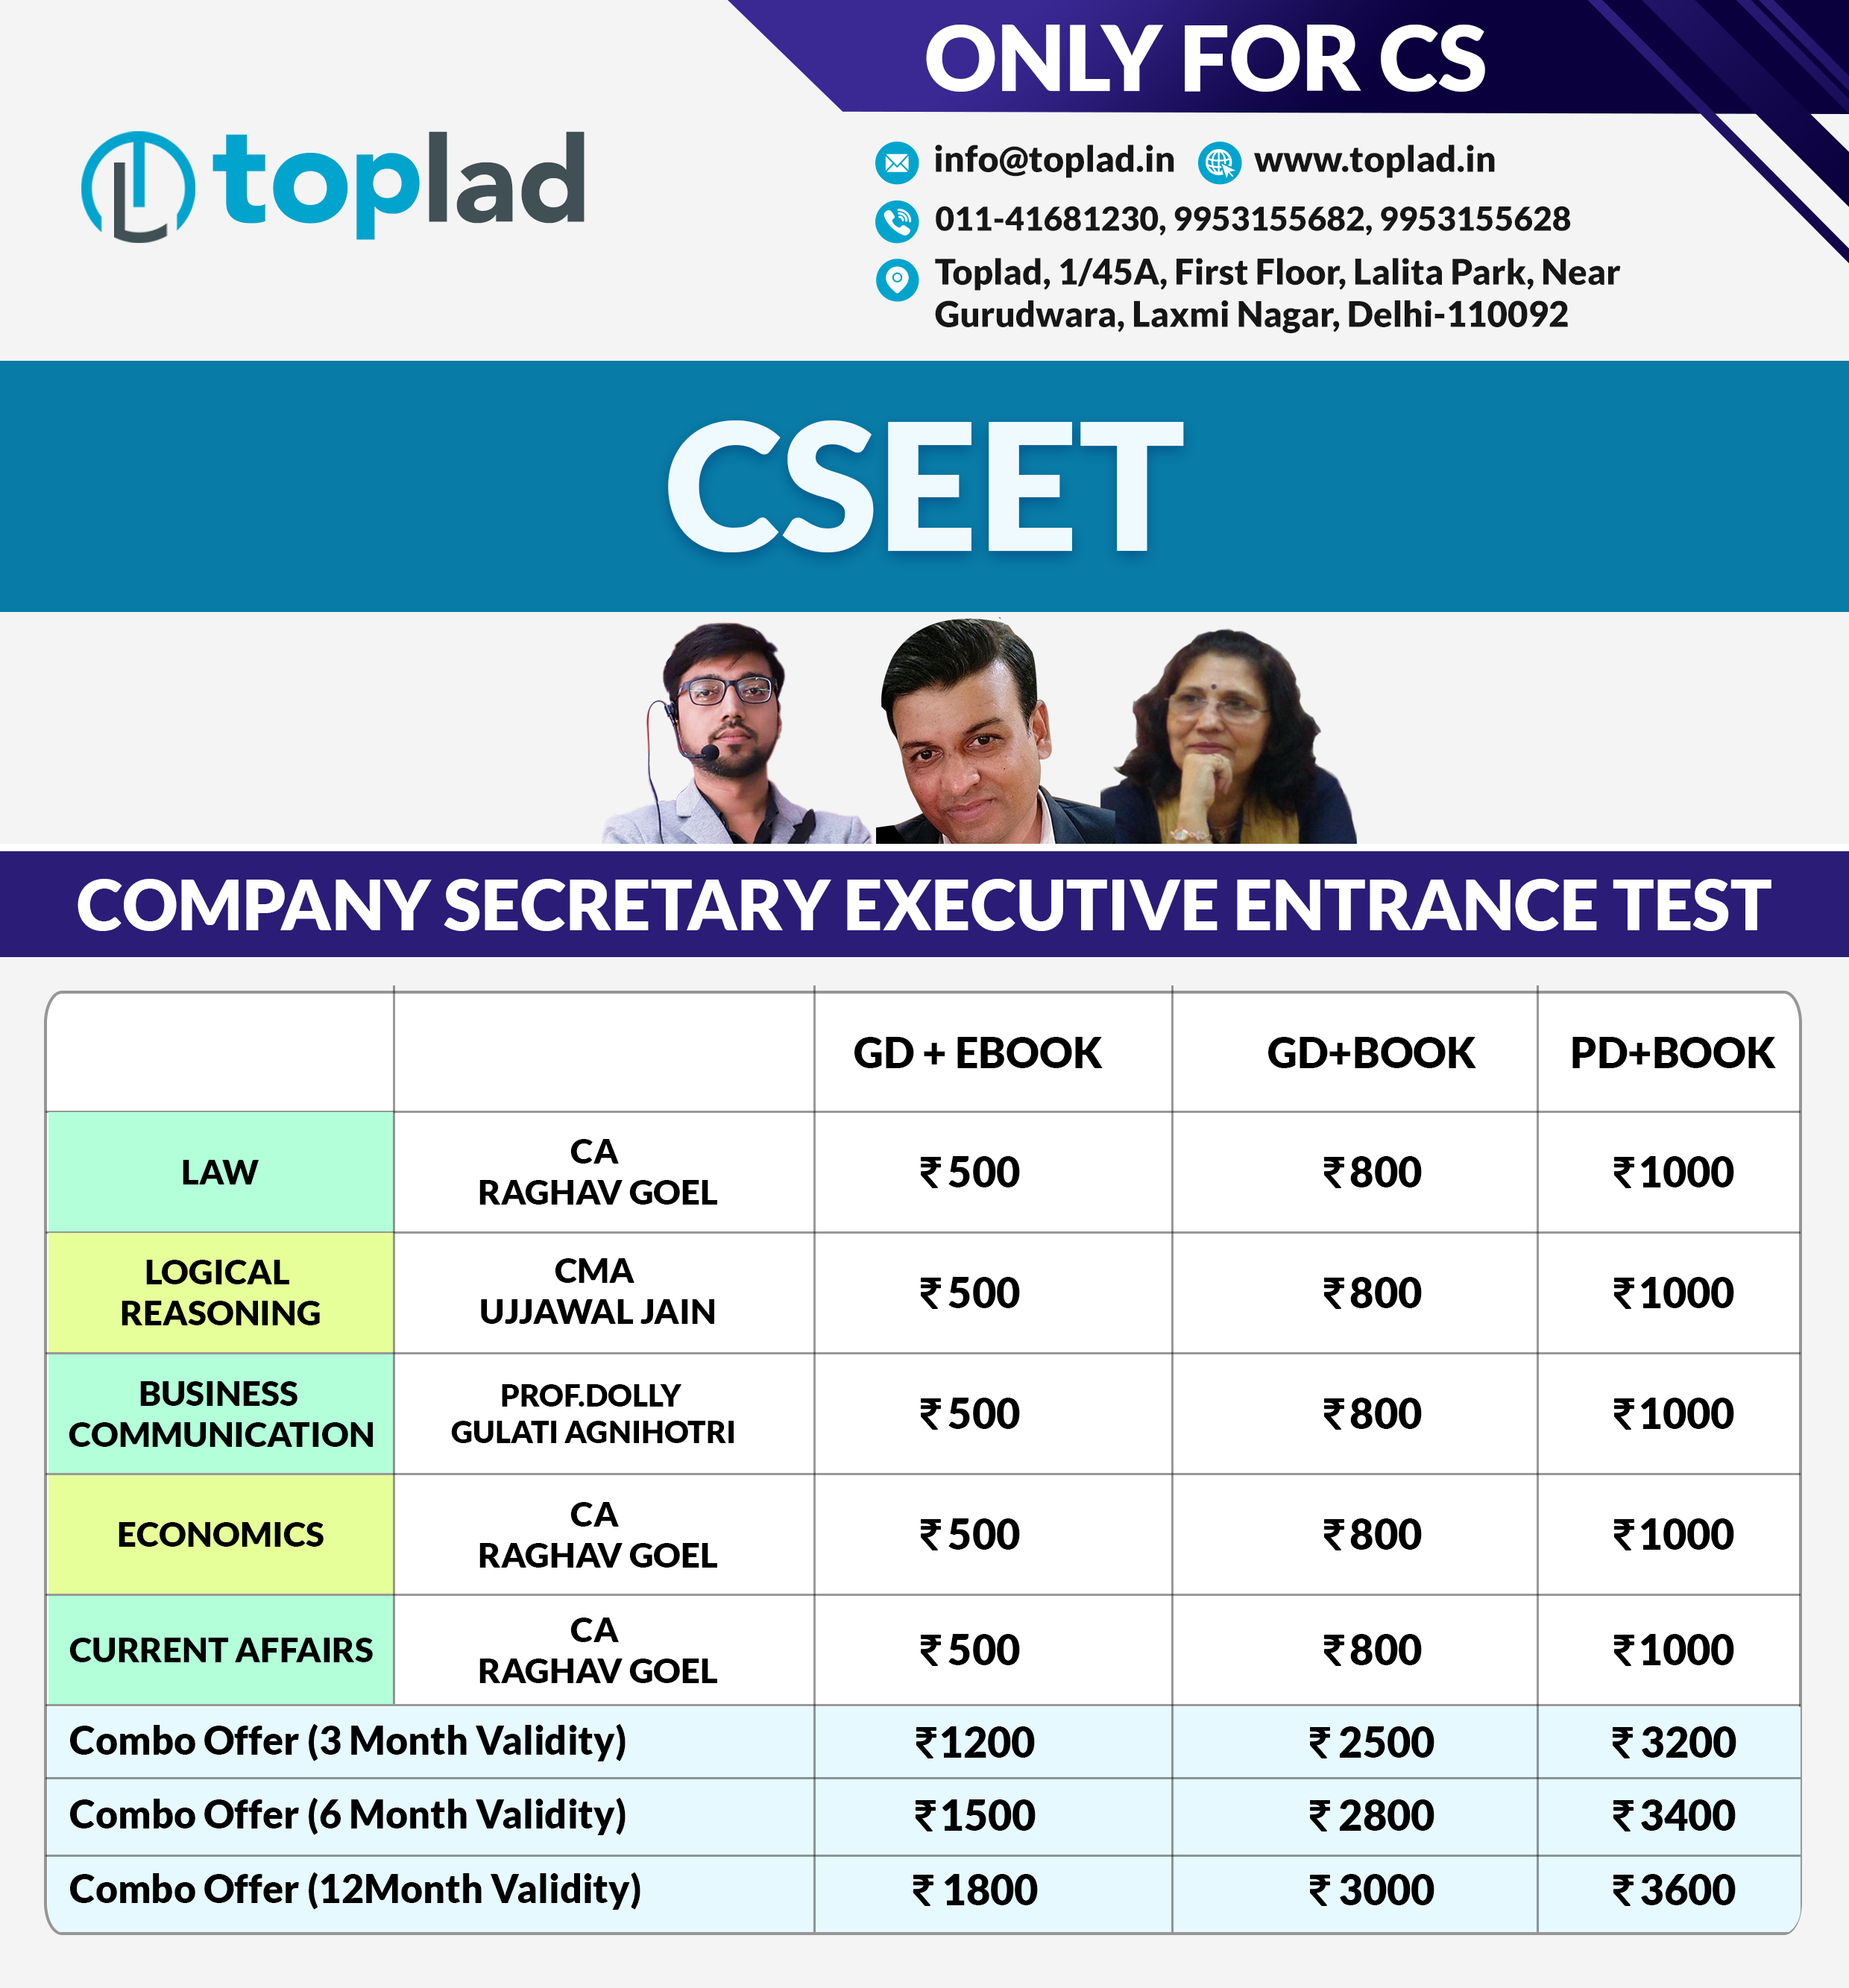 ONLY FOR CS
toplad
info@toplad.in www.toplad.in
011-41681230, 9953155682, 9953155628
Toplad, 1/45A, First Floor, Lalita Park, Near
Gurudwara, Laxmi Nagar, Delhi-110092
CSEET
COMPANY SECRETARY EXECUTIVE ENTRANCE TEST
GD + EBOOK GD+BOOK PD+BOOK
LAW
CA
RAGHAV GOEL
₹500 ₹800 ₹1000
LOGICAL
REASONING
CMA
UJJAWAL JAIN
₹500 ₹800 ₹1000
BUSINESS
COMMUNICATION
PROF.DOLLY
GULATI AGNIHOTRI
₹500 ₹800 ₹1000
ECONOMICS
CA
RAGHAV GOEL
₹500 ₹800 ₹1000
CURRENT AFFAIRS
CA
RAGHAV GOEL
₹500 ₹800 ₹1000
Combo Offer (3 Month Validity) ₹1200 ₹2500 ₹3200
Combo Offer (6 Month Validity) ₹1500 ₹2800 ₹3400
Combo Offer (12Month Validity) ₹1800 ₹3000 ₹3600